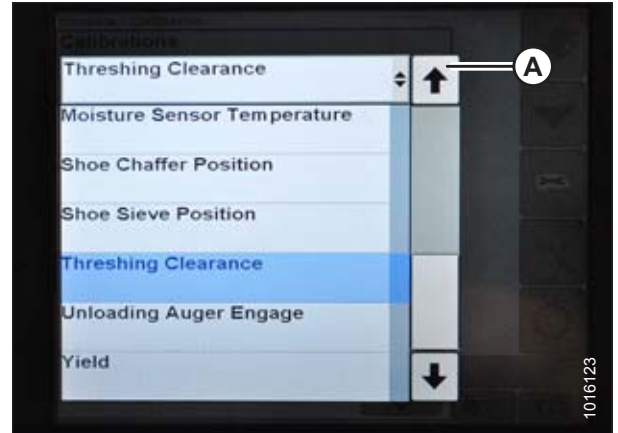 Calibrations
Threshing Clearance
A
Moisture Sensor Temperature
Shoe Chaffer Position
Shoe Sieve Position
Threshing Clearance
Unloading Auger Engage
Yield
1016123